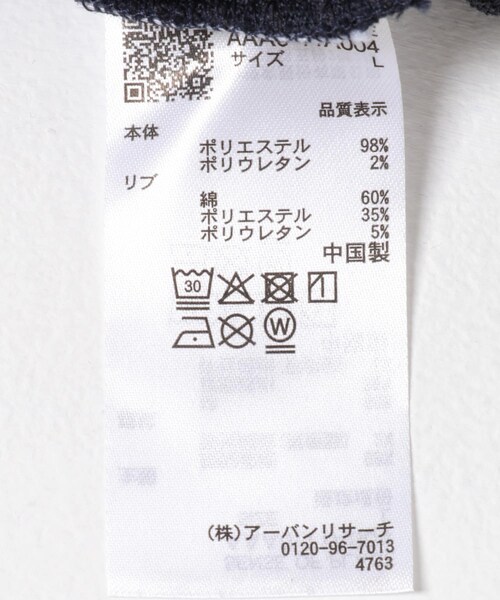 サイズ L
品質表示
本体
ポリエステル 98%
ポリウレタン 2%
リブ
綿 60%
ポリエステル 35%
ポリウレタン 5%
中国製
30
W
(株)アーバンリサーチ
0120-96-7013
4763